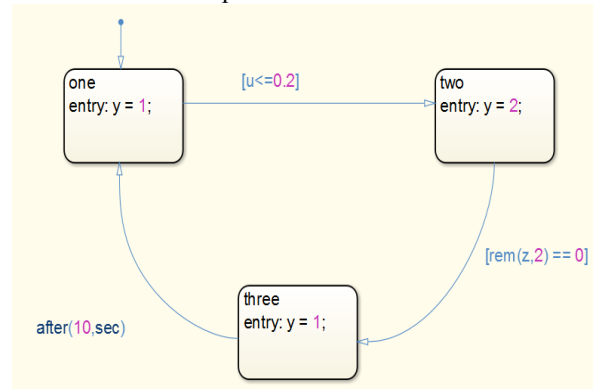 one
entry: y = 1;
[u<=0.2]
two
entry: y = 2;
[rem(z,2) == 0]
three
entry: y = 1;
after(10,sec)